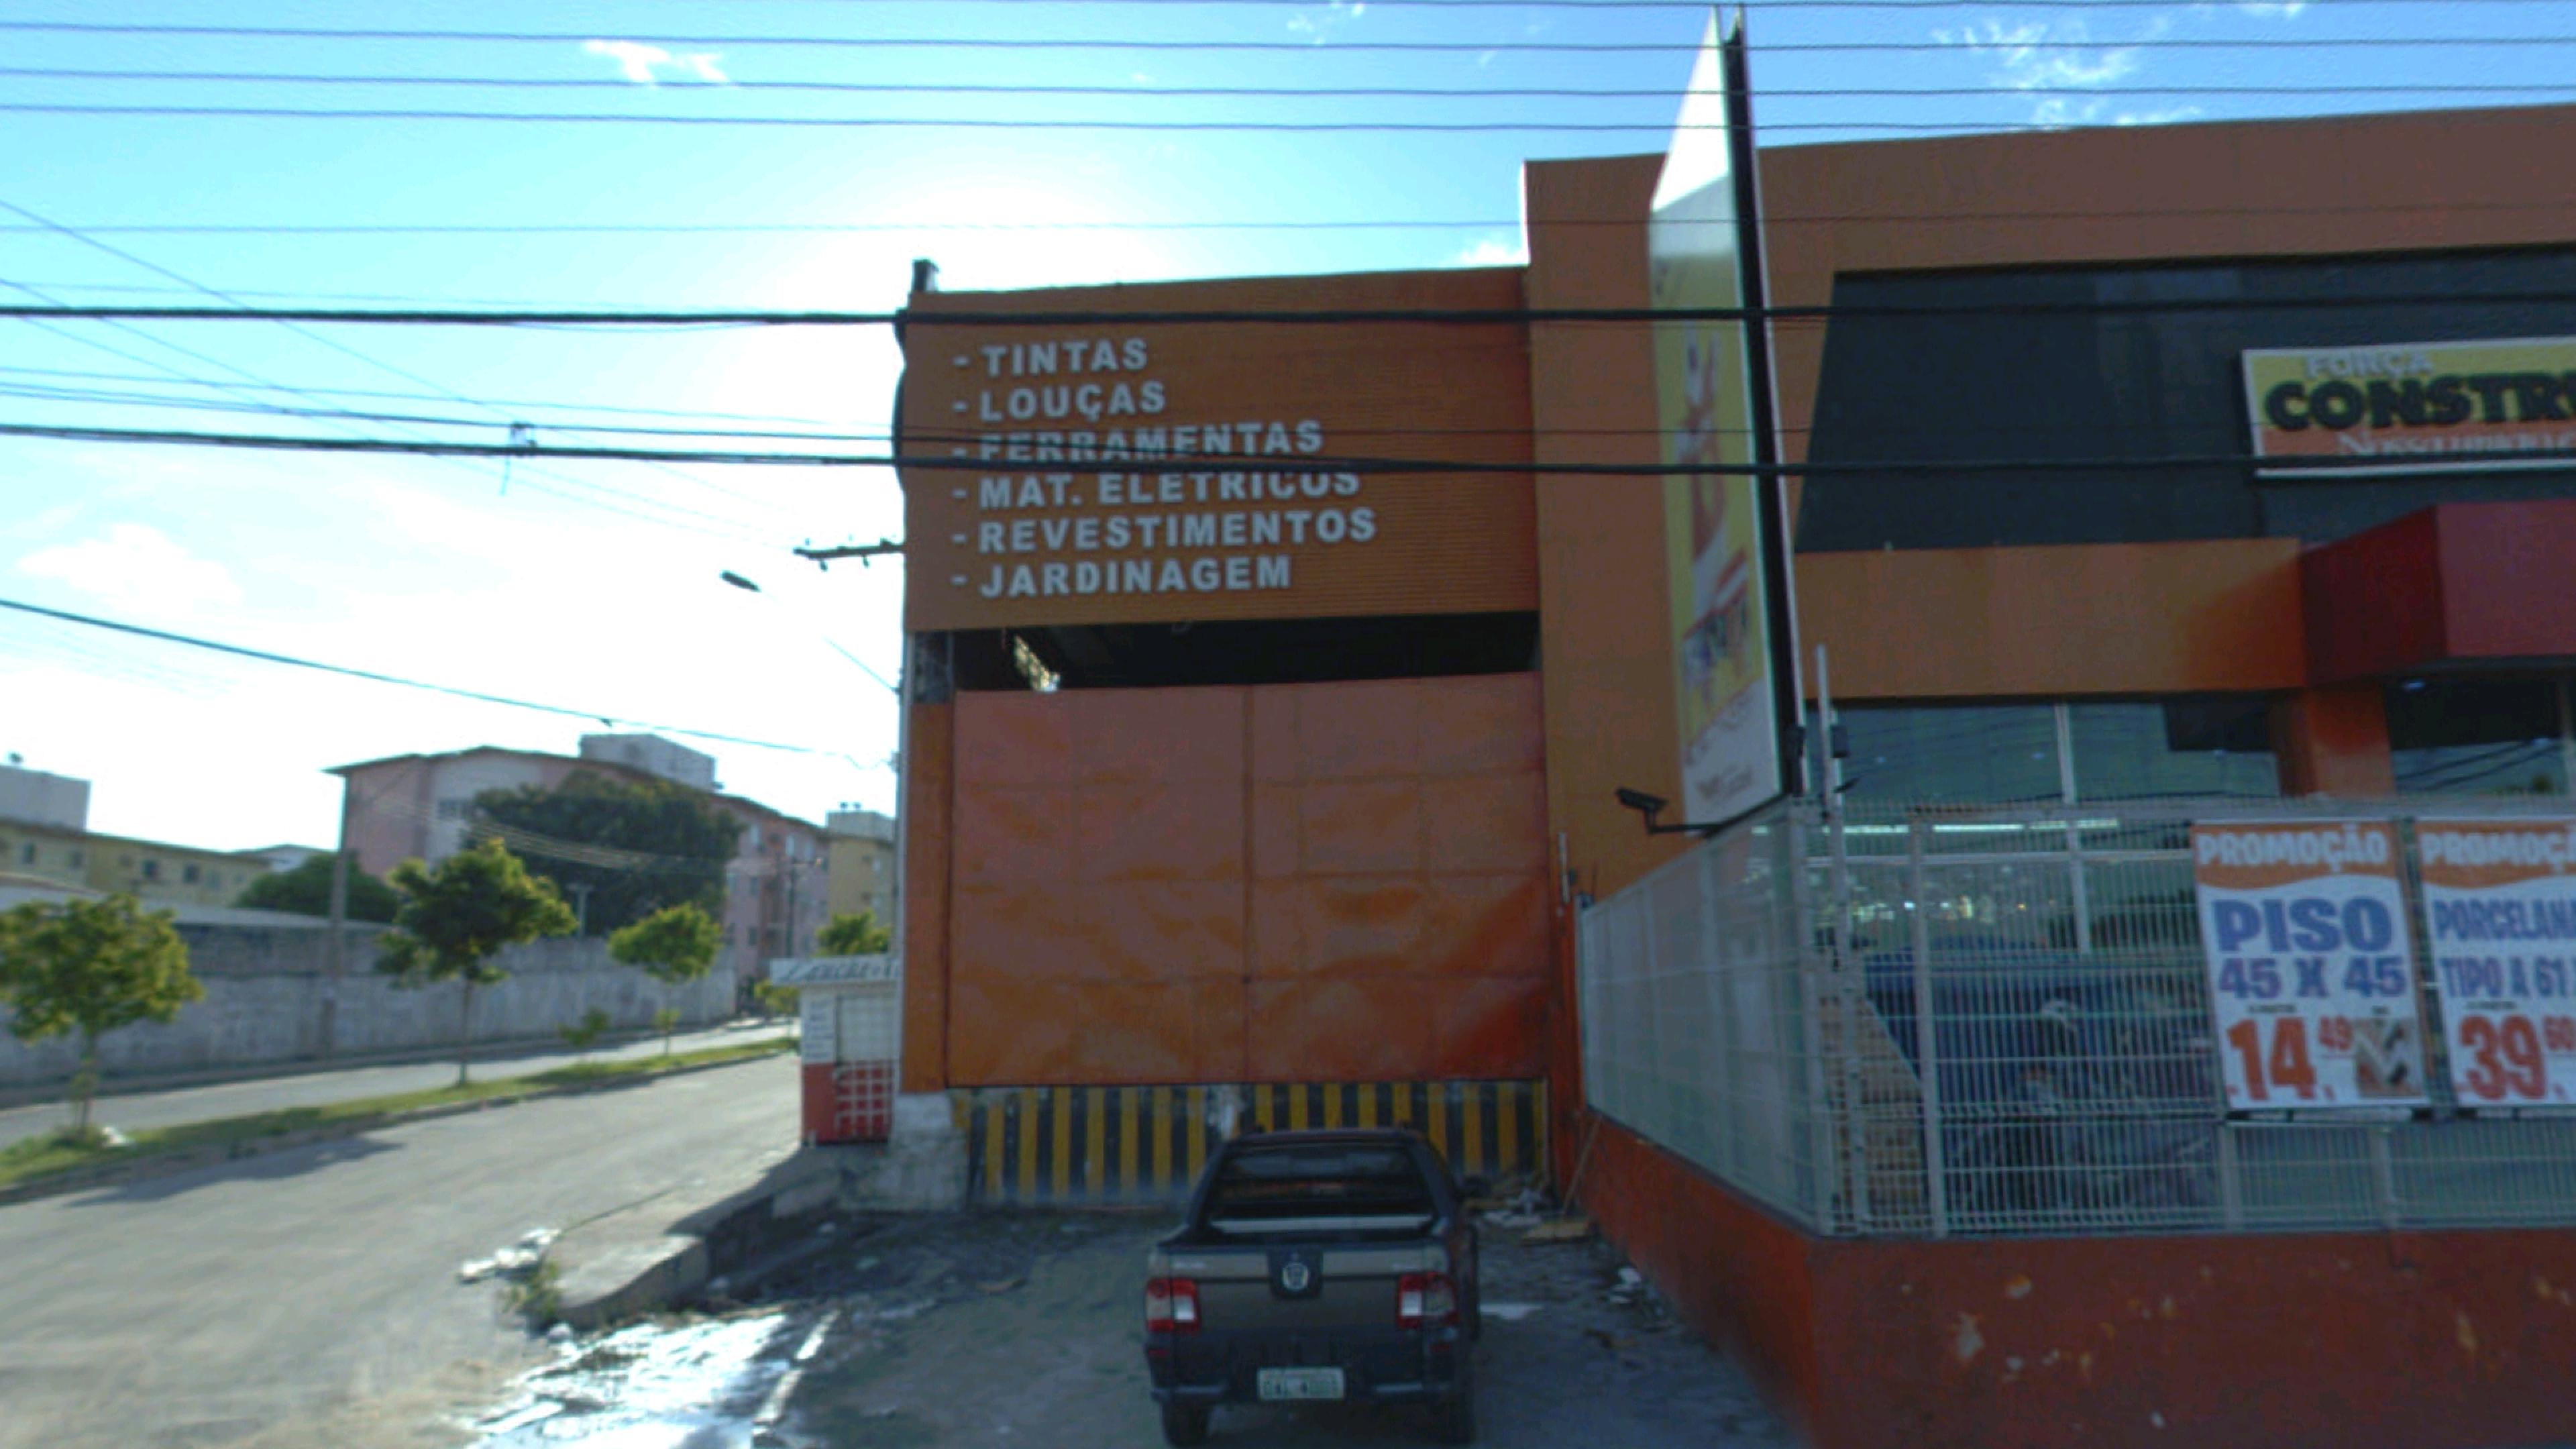 - TINTAS
- LOUÇAS
- FERRAMENTAS
- MAT. ELETRICOS
- REVESTIMENTOS
- JARDINAGEM
FORÇA
CONSTR
PROMOÇÃO
PISO
45 X 45
14,49
PROMOÇ
PORCELAN
TIPO A 61
39,